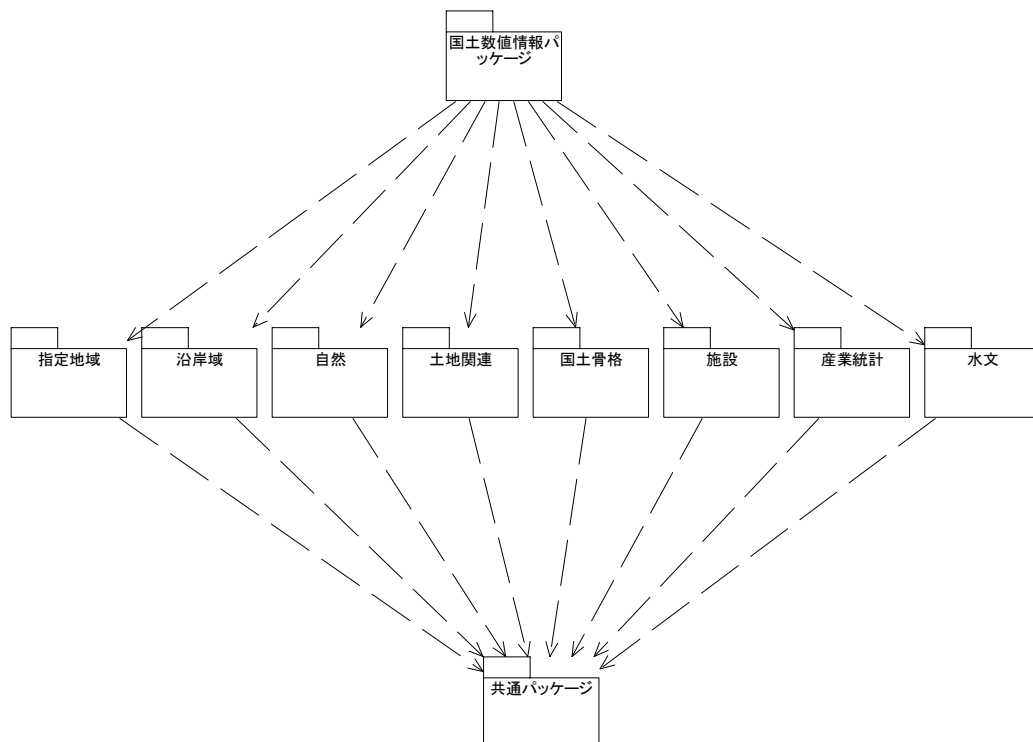 国土数値情報パ
ッケージ
指定地域
沿岸域
自然
土地関連
国土骨格
施設
産業統計
水文
共通パッケージ